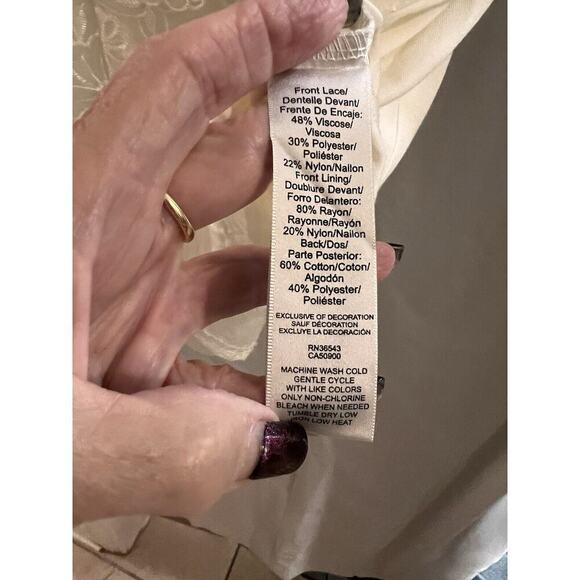 Front Lace/
Dentelle Devant/
Frente De Encaje:
48% Viscose/
Viscosa
30% Polyester/
Poliéster
22% Nylon/Nailon
Front Lining/
Doublure Devant/
Forro Delantero:
80% Rayon/
Rayonne/Rayón
20% Nylon/Nailon
Back/Dos/
Parte Posterior:
60% Cotton/Coton/
Algodón
40% Polyester/
Poliéster
EXCLUSIVE OF DECORATION
SAUF DÉCORATION
EXCLUYE LA DECORACIÓN
RN36543
CA50900
MACHINE WASH COLD
GENTLE CYCLE
WITH LIKE COLORS
ONLY NON-CHLORINE
BLEACH WHEN NEEDED
TUMBLE DRY LOW
IRON LOW HEAT